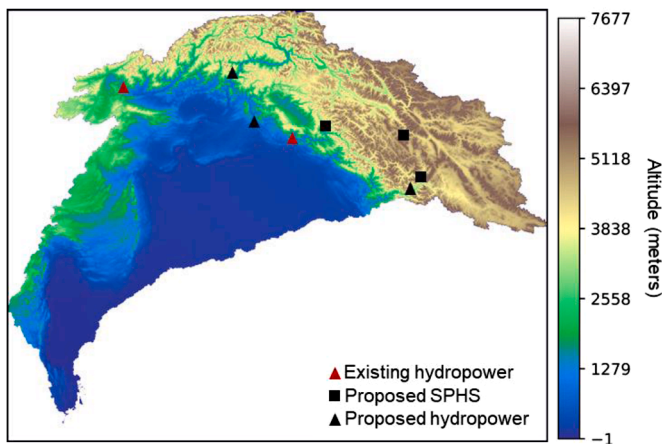 7677
6397
5118
3838
2558
1279
−1
Altitude (meters)
Existing hydropower
Proposed SPHS
Proposed hydropower